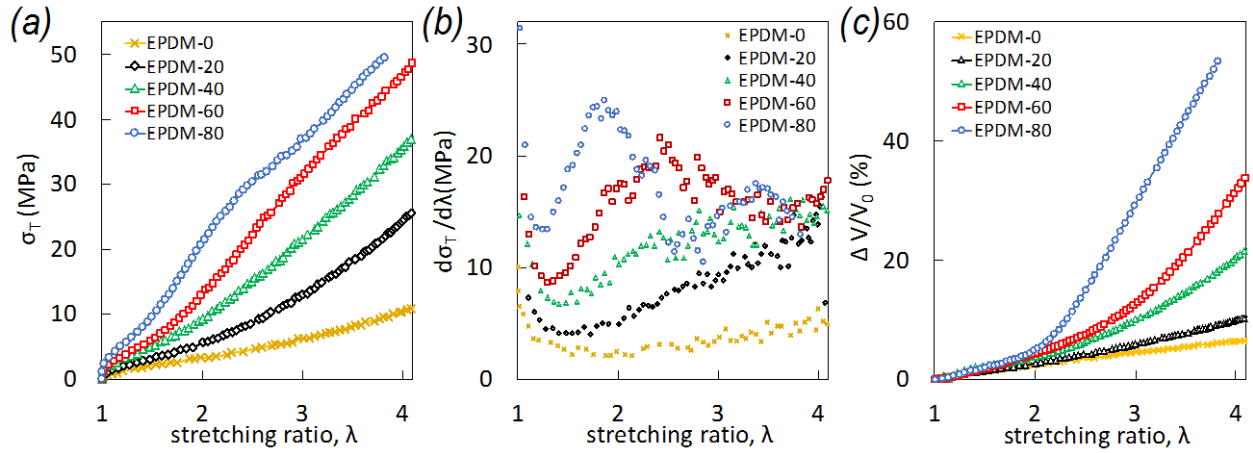 (a)
σT (MPa)
50
40
30
20
10
0
EPDM-0
EPDM-20
EPDM-40
EPDM-60
EPDM-80
1 2 3 4
stretching ratio, λ
(b)
dσT /dλ(MPa)
30
20
10
0
EPDM-0
EPDM-20
EPDM-40
EPDM-60
EPDM-80
1 2 3 4
stretching ratio, λ
(c)
Δ V/V0 (%)
60
40
20
0
EPDM-0
EPDM-20
EPDM-40
EPDM-60
EPDM-80
1 2 3 4
stretching ratio, λ